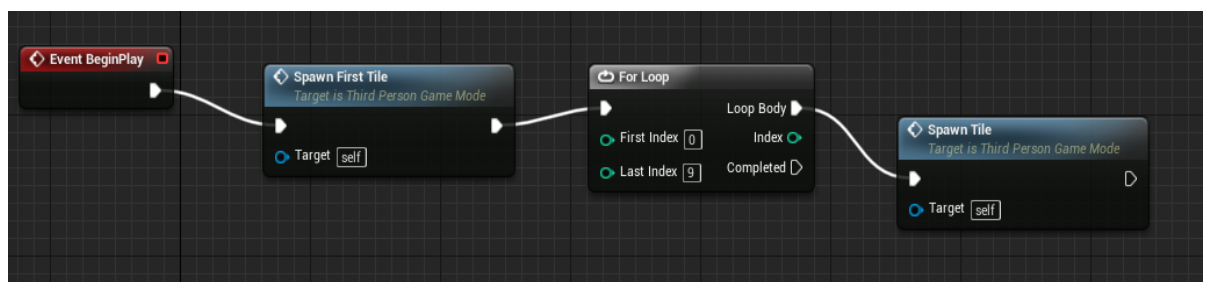 Event BeginPlay
Spawn First Tile
Target is Third Person Game Mode
Target self
For Loop
Loop Body
First Index 0
Index
Last Index 9
Completed
Spawn Tile
Target is Third Person Game Mode
Target self